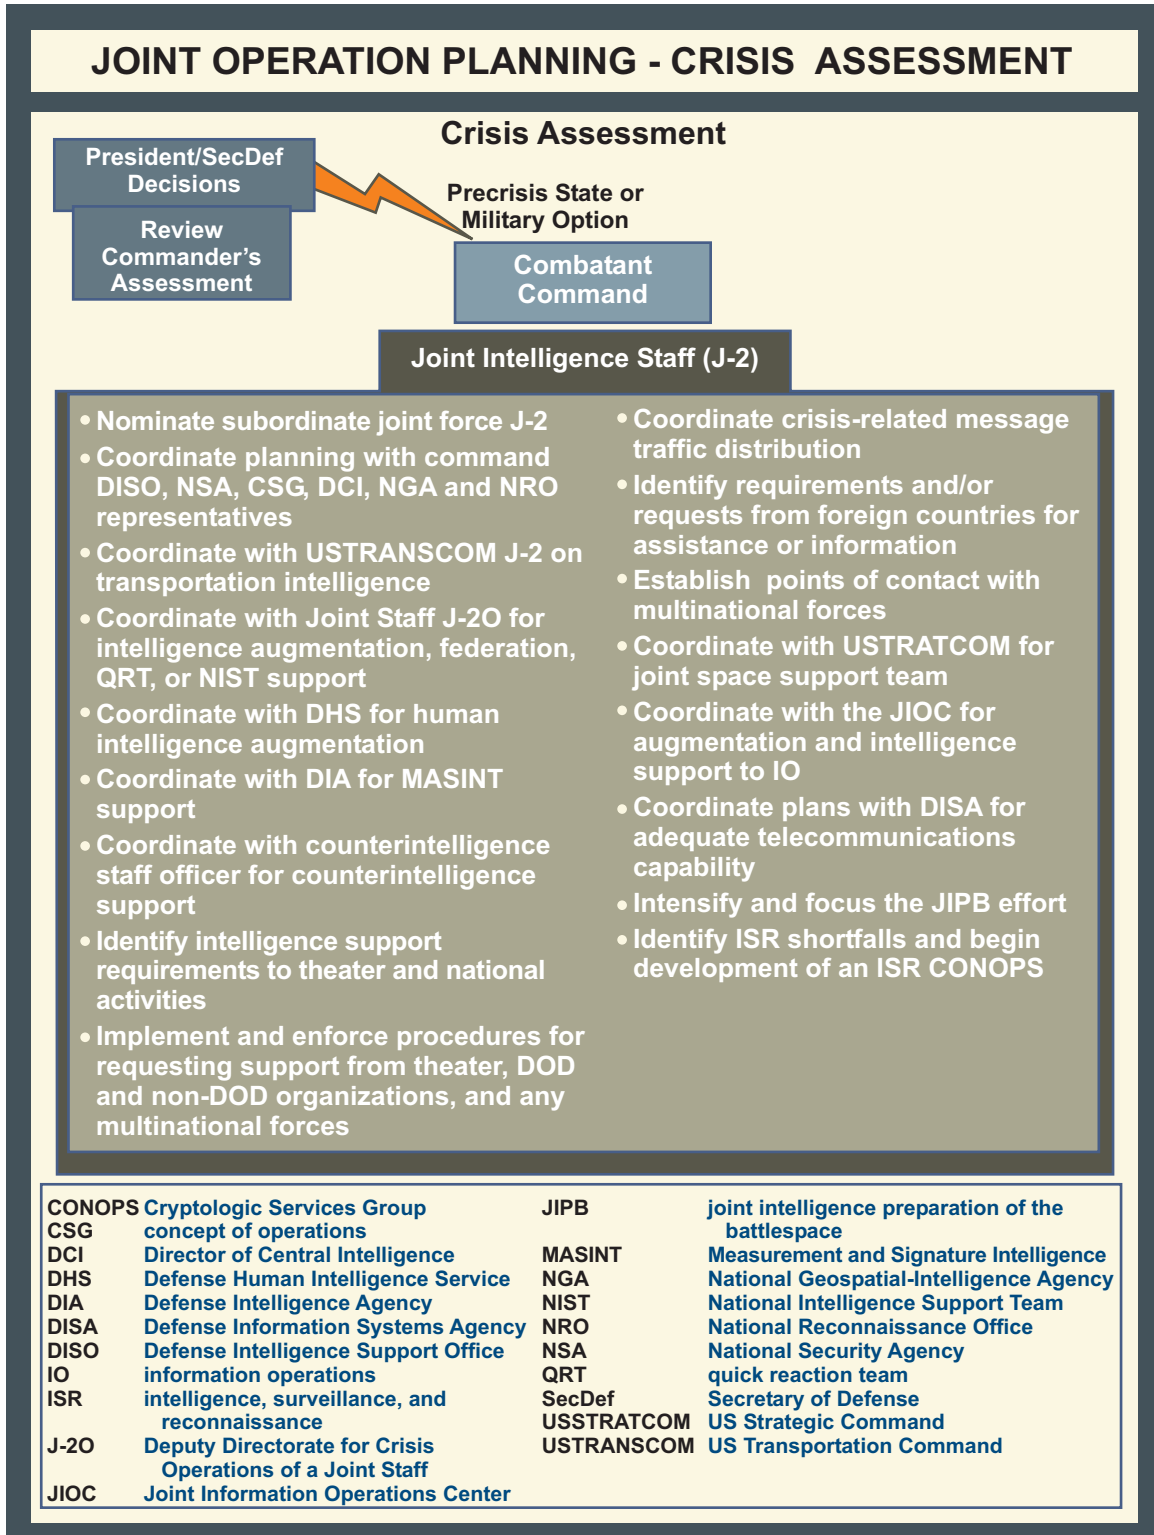 JOINT OPERATION PLANNING - CRISIS ASSESSMENT
Crisis Assessment
President/SecDef
Decisions
Review
Commander's
Assessment
Precrisis State or
Military Option
Combatant
Command
Joint Intelligence Staff (J-2)
• Nominate subordinate joint force J-2
• Coordinate planning with command
DISO, NSA, CSG, DCI, NGA and NRO
representatives
• Coordinate with USTRANSCOM J-2 on
transportation intelligence
• Coordinate with Joint Staff J-2O for
intelligence augmentation, federation,
QRT, or NIST support
• Coordinate with DHS for human
intelligence augmentation
• Coordinate with DIA for MASINT
support
• Coordinate with counterintelligence
staff officer for counterintelligence
support
• Identify intelligence support
requirements to theater and national
activities
• Implement and enforce procedures for
requesting support from theater, DOD
and non-DOD organizations, and any
multinational forces
• Coordinate crisis-related message
traffic distribution
• Identify requirements and/or
requests from foreign countries for
assistance or information
• Establish points of contact with
multinational forces
• Coordinate with USTRATCOM for
joint space support team
• Coordinate with the JIOC for
augmentation and intelligence
support to IO
• Coordinate plans with DISA for
adequate telecommunications
capability
• Intensify and focus the JIPB effort
• Identify ISR shortfalls and begin
development of an ISR CONOPS
CONOPS Cryptologic Services Group
CSG concept of operations
DCI Director of Central Intelligence
DHS Defense Human Intelligence Service
DIA Defense Intelligence Agency
DISA Defense Information Systems Agency
DISO Defense Intelligence Support Office
IO information operations
ISR intelligence, surveillance, and
reconnaissance
J-2O Deputy Directorate for Crisis
Operations of a Joint Staff
JIOC Joint Information Operations Center
JIPB joint intelligence preparation of the
battlespace
MASINT Measurement and Signature Intelligence
NGA National Geospatial-Intelligence Agency
NIST National Intelligence Support Team
NRO National Reconnaissance Office
NSA National Security Agency
QRT quick reaction team
SecDef Secretary of Defense
USSTRATCOM US Strategic Command
USTRANSCOM US Transportation Command